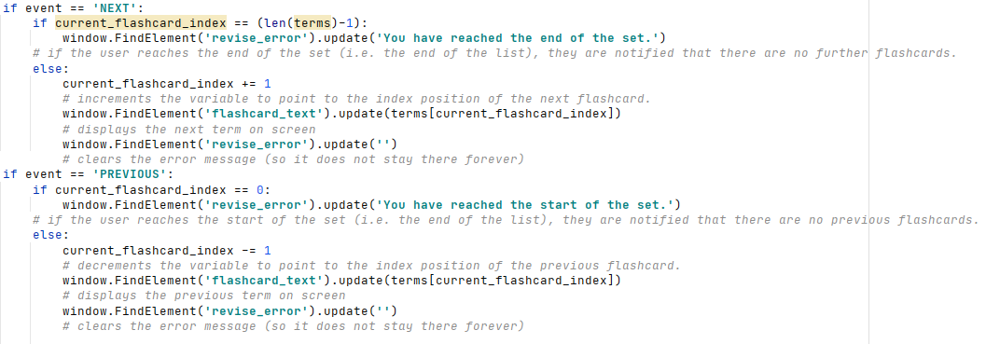 if event == 'NEXT':
    if current_flashcard_index == (len(terms)-1):
        window.FindElement('revise_error').update('You have reached the end of the set.')
    # if the user reaches the end of the set (i.e. the end of the list), they are notified that there are no further flashcards.
    else:
        current_flashcard_index += 1
        # increments the variable to point to the index position of the next flashcard.
        window.FindElement('flashcard_text').update(terms[current_flashcard_index])
        # displays the next term on screen
        window.FindElement('revise_error').update('')
        # clears the error message (so it does not stay there forever)
if event == 'PREVIOUS':
    if current_flashcard_index == 0:
        window.FindElement('revise_error').update('You have reached the start of the set.')
    # if the user reaches the start of the set (i.e. the end of the list), they are notified that there are no previous flashcards.
    else:
        current_flashcard_index -= 1
        # decrements the variable to point to the index position of the previous flashcard.
        window.FindElement('flashcard_text').update(terms[current_flashcard_index])
        # displays the previous term on screen
        window.FindElement('revise_error').update('')
        # clears the error message (so it does not stay there forever)